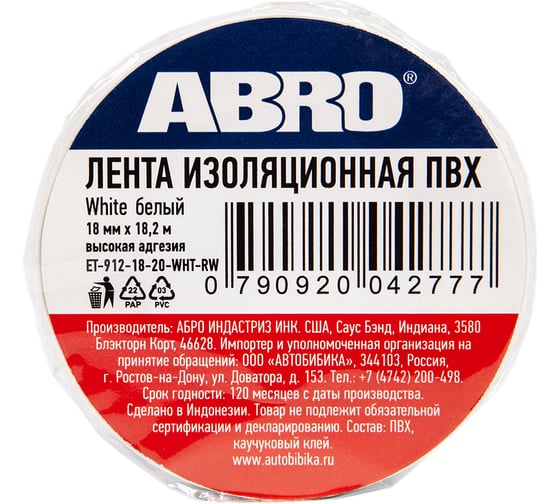 ABRO®
ЛЕНТА ИЗОЛЯЦИОННАЯ ПВХ
White белый
18 мм x 18,2 м
высокая адгезия
ET-912-18-20-WHT-RW
0 790920 042777
22
PAP
03
PVC
Производитель: АБРО ИНДАСТРИЗ ИНК. США, Саус Бэнд, Индиана, 3580
Блэкторн Корт, 46628. Импортер и уполномоченная организация на
принятие обращений: ООО «АВТОБИБИКА», 344103, Россия,
г. Ростов-на-Дону, ул. Доватора, д. 153. Тел.: +7 (4742) 200-498.
Срок годности: 120 месяцев с даты производства.
Сделано в Индонезии. Товар не подлежит обязательной
сертификации и декларированию. Состав: ПВХ,
каучуковый клей.
www.autobibika.ru